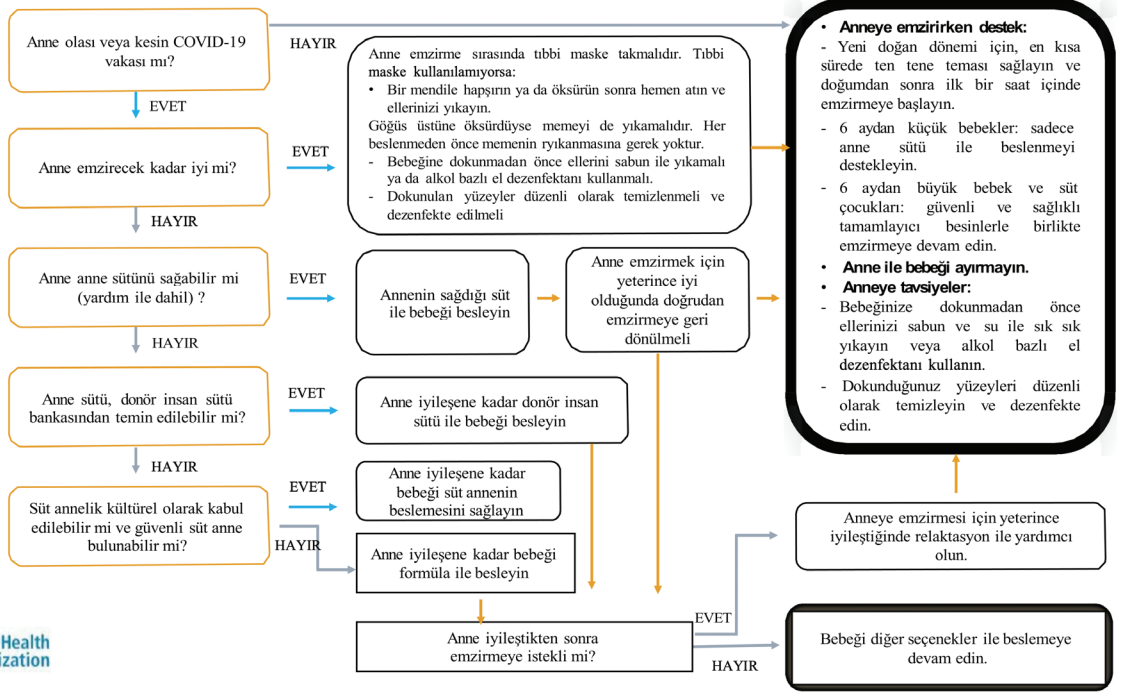 Anne olası veya kesin COVID-19
vakası mı?
HAYIR
EVET
Anne emzirecek kadar iyi mi?
EVET
HAYIR
Anne emzirme sırasında tıbbi maske takmalıdır. Tıbbi
maske kullanılamıyorsa:
• Bir mendile hapşırın ya da öksürün sonra hemen atın ve
ellerinizi yıkayın.
Göğüs üstüne öksürdüyse memeyi de yıkamalıdır. Her
beslenmeden önce memenin ryıkanmasına gerek yoktur.
- Bebeğine dokunmadan önce ellerini sabun ile yıkamalı
ya da alkol bazlı el dezenfektanı kullanmalı.
- Dokunulan yüzeyler düzenli olarak temizlenmeli ve
dezenfekte edilmeli
Anne anne sütünü sağabilir mi
(yardım ile dahil) ?
EVET
HAYIR
Annenin sağdığı süt
ile bebeği besleyin
Anne emzirmek için
yeterince iyi
olduğunda doğrudan
emzirmeye geri
dönülmeli
Anne sütü, donör insan sütü
bankasından temin edilebilir mi?
EVET
HAYIR
Anne iyileşene kadar donör insan
sütü ile bebeği besleyin
Süt annelik kültürel olarak kabul
edilebilir mi ve güvenli süt anne
bulunabilir mi?
EVET
HAYIR
Anne iyileşene kadar
bebeği süt annenin
beslemesini sağlayın
Anne iyileşene kadar bebeği
formüla ile besleyin
Anne iyileştikten sonra
emzirmeye istekli mi?
EVET
HAYIR
• Anneye emzirirken destek:
- Yeni doğan dönemi için, en kısa
sürede ten tene teması sağlayın ve
doğumdan sonra ilk bir saat içinde
emzirmeye başlayın.
- 6 aydan küçük bebekler: sadece
anne sütü ile beslenmeyi
destekleyin.
- 6 aydan büyük bebek ve süt
çocukları: güvenli ve sağlıklı
tamamlayıcı besinlerle birlikte
emzirmeye devam edin.
• Anne ile bebeği ayırmayın.
• Anneye tavsiyeler:
- Bebeğinize dokunmadan önce
ellerinizi sabun ve su ile sık sık
yıkayın veya alkol bazlı el
dezenfektanı kullanın.
- Dokunduğunuz yüzeyleri düzenli
olarak temizleyin ve dezenfekte
edin.
Anneye emzirmesi için yeterince
iyileştiğinde relaktasyon ile yardımcı
olun.
Bebeği diğer seçenekler ile beslemeye
devam edin.
Health
ization